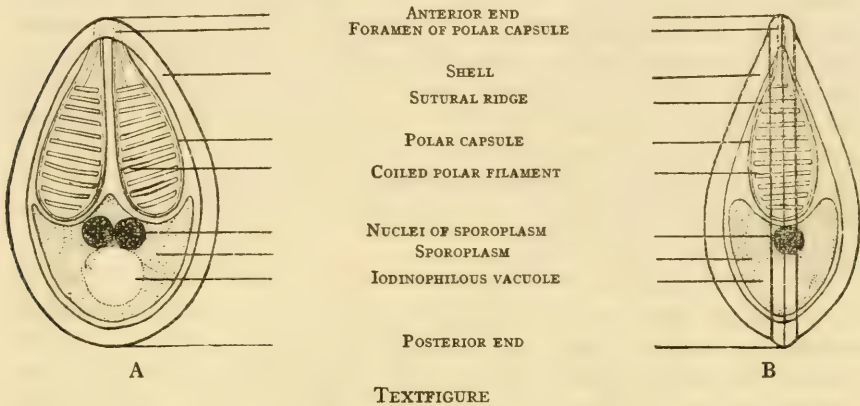 ANTERIOR END
FORAMEN OF POLAR CAPSULE
SHELL
SUTURAL RIDGE
POLAR CAPSULE
COILED POLAR FILAMENT
NUCLEI OF SPOROPLASM
SPOROPLASM
IODINOPHILOUS VACUOLE
POSTERIOR END
A
B
TEXTFIGURE